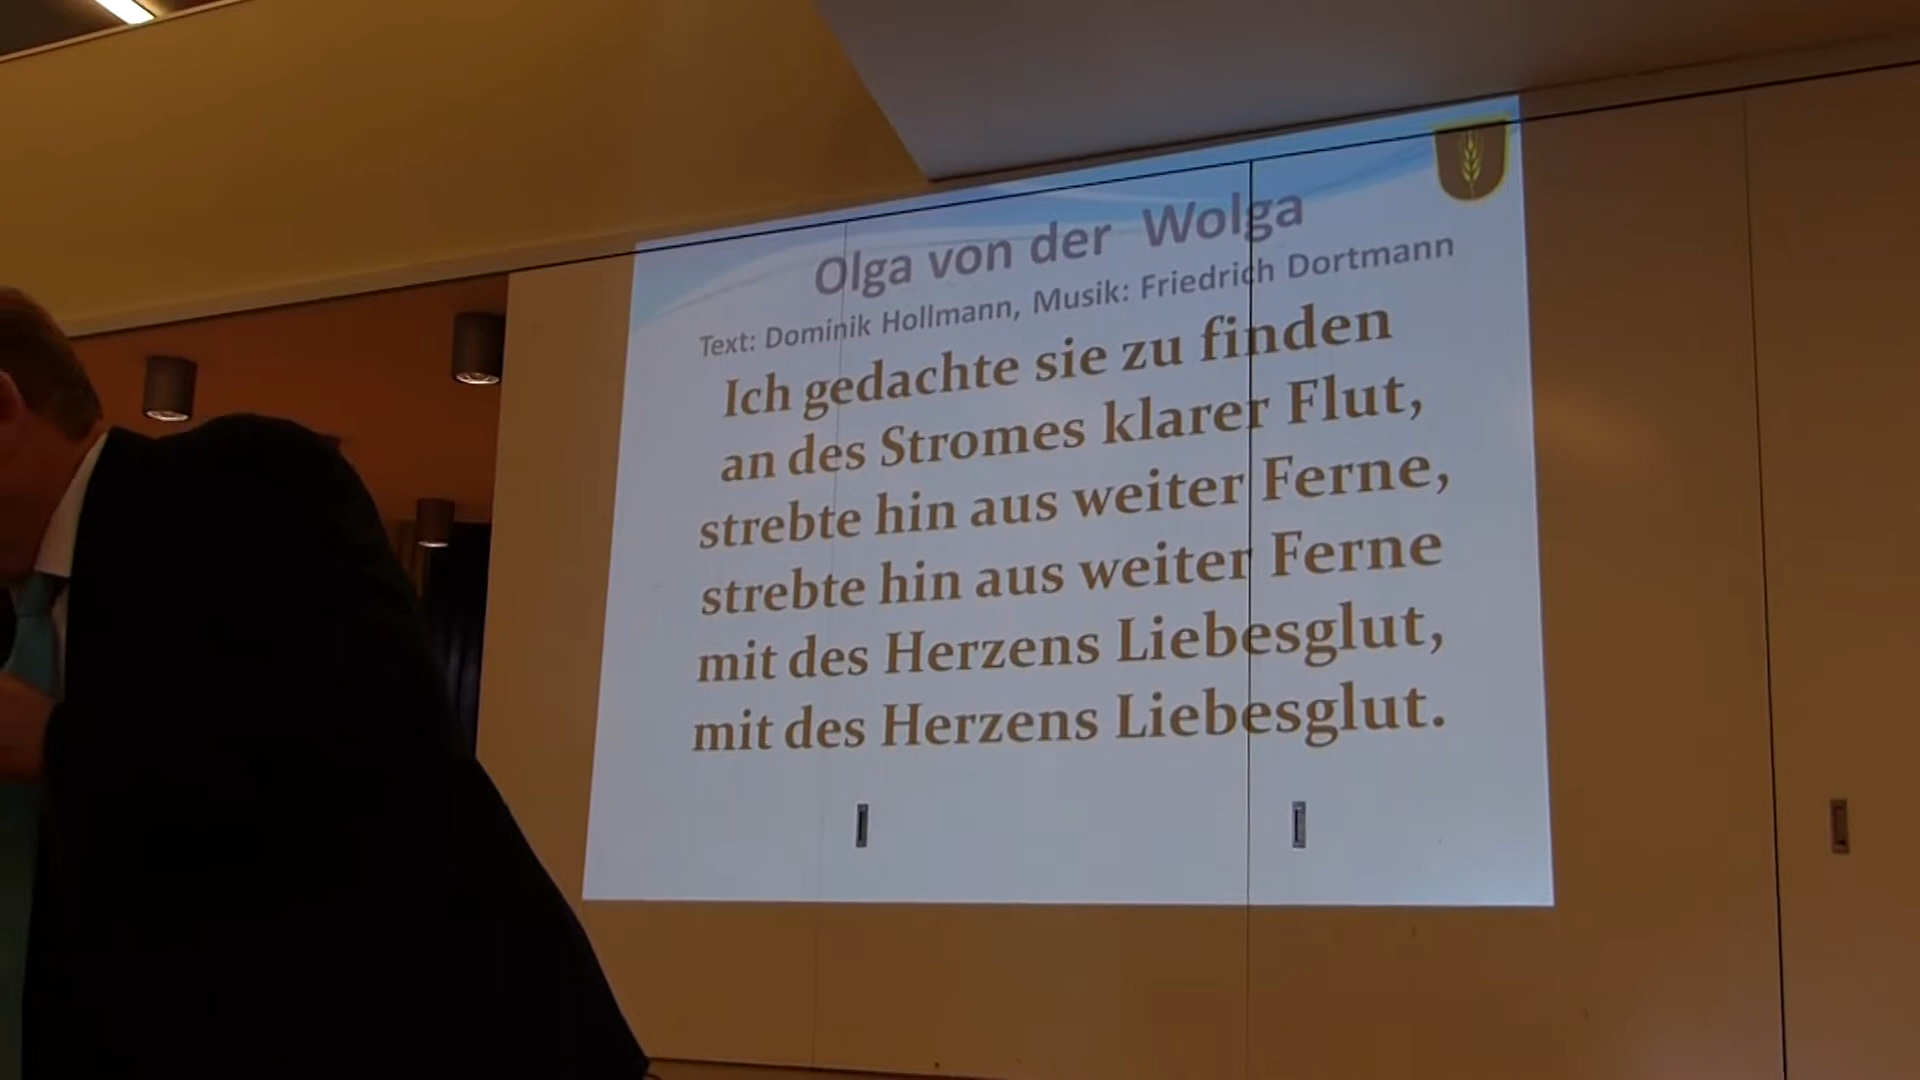 Olga von der Wolga
Text: Dominik Hollmann, Musik: Friedrich Dortmann
Ich gedachte sie zu finden
an des Stromes klarer Flut,
strebte hin aus weiter Ferne,
strebte hin aus weiter Ferne
mit des Herzens Liebesglut,
mit des Herzens Liebesglut.